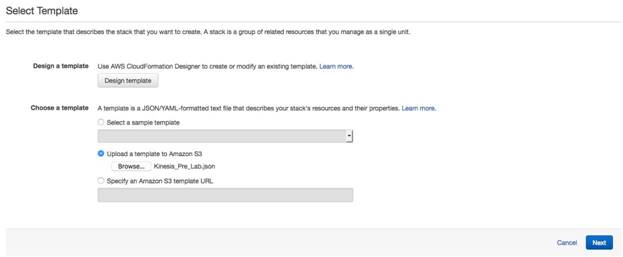 Select Template
Select the template that describes the stack that you want to create. A stack is a group of related resources that you manage as a single unit.
Design a template Use AWS CloudFormation Designer to create or modify an existing template. Learn more.
Design template
Choose a template A template is a JSON/YAML-formatted text file that describes your stack's resources and their properties. Learn more.
Select a sample template
Upload a template to Amazon S3
Browse... Kinesis_Pre_Lab.json
Specify an Amazon S3 template URL
Cancel Next